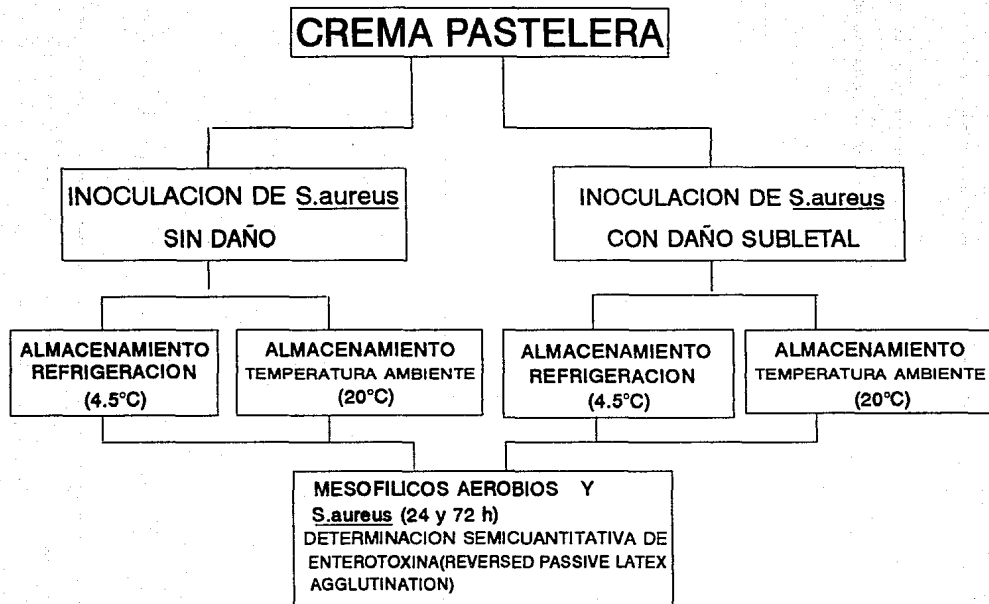 CREMA PASTELERA
INOCULACION DE S.aureus
SIN DAÑO
INOCULACION DE S.aureus
CON DAÑO SUBLETAL
ALMACENAMIENTO
REFRIGERACION
(4.5°C)
ALMACENAMIENTO
TEMPERATURA AMBIENTE
(20°C)
ALMACENAMIENTO
REFRIGERACION
(4.5°C)
ALMACENAMIENTO
TEMPERATURA AMBIENTE
(20°C)
MESOFILICOS AEROBIOS Y
S.aureus (24 y 72 h)
DETERMINACION SEMICUANTITATIVA DE
ENTEROTOXINA(REVERSED PASSIVE LATEX
AGGLUTINATION)